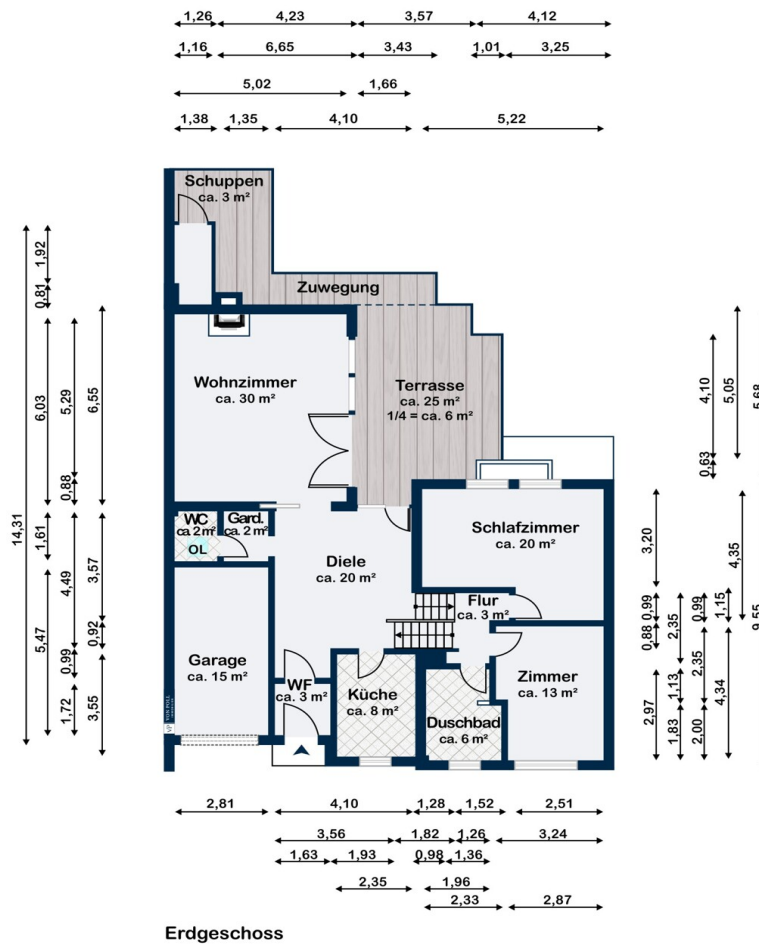 1,26 4,23 3,57 4,12
1,16 6,65 3,43 1,01 3,25
5,02 1,66
1,38 1,35 4,10 5,22
Schuppen
ca. 3 m²
Zuwegung
Wohnzimmer
ca. 30 m²
Terrasse
ca. 25 m²
1/4 = ca. 6 m²
WC
ca 2 m²
OL
Gard.
ca. 2 m²
Diele
ca. 20 m²
Schlafzimmer
ca. 20 m²
Flur
ca. 3 m²
Garage
ca. 15 m²
WF
ca. 3 m²
Küche
ca. 8 m²
Duschbad
ca. 6 m²
Zimmer
ca. 13 m²
14,31
1,92
0,81
6,03
1,61
5,47
5,29
0,88
4,49
0,99
1,72
6,55
3,57
0,92
3,55
3,20
0,99
0,88
2,97
2,35
1,13
1,83
4,10
0,63
0,99
2,35
2,00
5,05
4,35
1,15
4,34
5,68
9,55
VP
VON POLL
2,81 4,10 1,28 1,52 2,51
3,56 1,82 1,26 3,24
1,63 1,93 0,98 1,36
2,35 1,96
2,33 2,87
Erdgeschoss